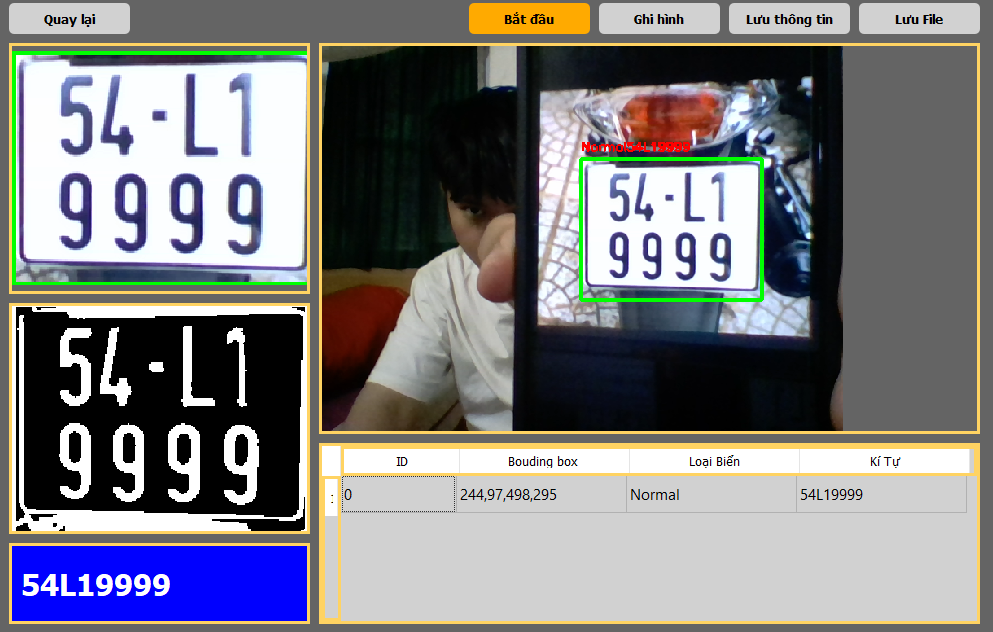 Quay lại
Bắt đầu
Ghi hình
Lưu thông tin
Lưu File
54-L1
9999
Normal54L19999
54-L1
9999
54-L1
9999
ID
Bouding box
Loại Biển
Kí Tự
:
0
244,97,498,295
Normal
54L19999
54L19999